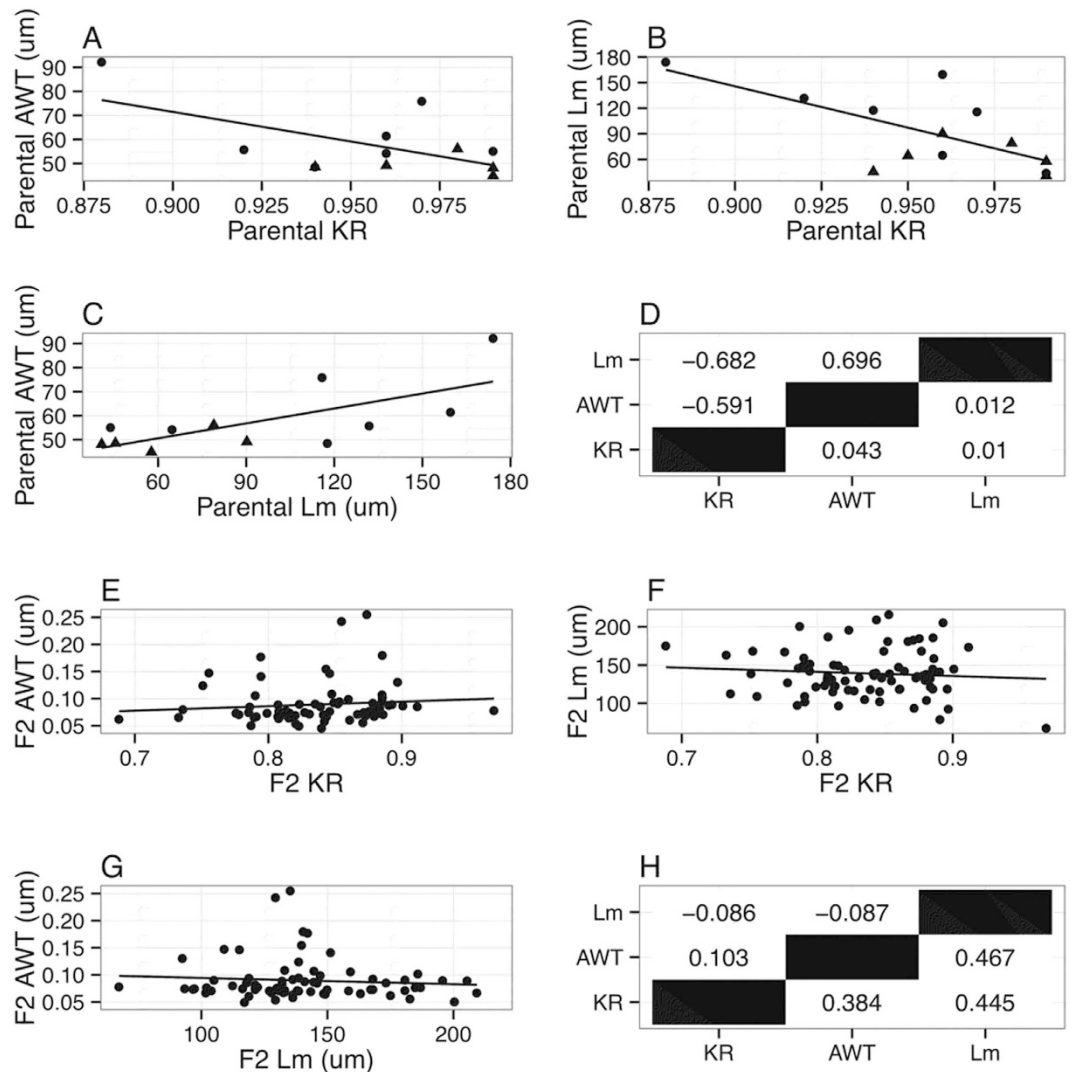 A
Parental AWT (um)
90
80
70
60
50
0.875 0.900 0.925 0.950 0.975
Parental KR
B
Parental Lm (um)
180
150
120
90
60
0.875 0.900 0.925 0.950 0.975
Parental KR
C
Parental AWT (um)
90
80
70
60
50
60 90 120 150 180
Parental Lm (um)
D
Lm −0.682 0.696
AWT −0.591 0.012
KR 0.043 0.01
KR AWT Lm
E
F2 AWT (um)
0.25
0.20
0.15
0.10
0.05
0.7 0.8 0.9
F2 KR
F
F2 Lm (um)
200
150
100
0.7 0.8 0.9
F2 KR
G
F2 AWT (um)
0.25
0.20
0.15
0.10
0.05
100 150 200
F2 Lm (um)
H
Lm −0.086 −0.087
AWT 0.103 0.467
KR 0.384 0.445
KR AWT Lm